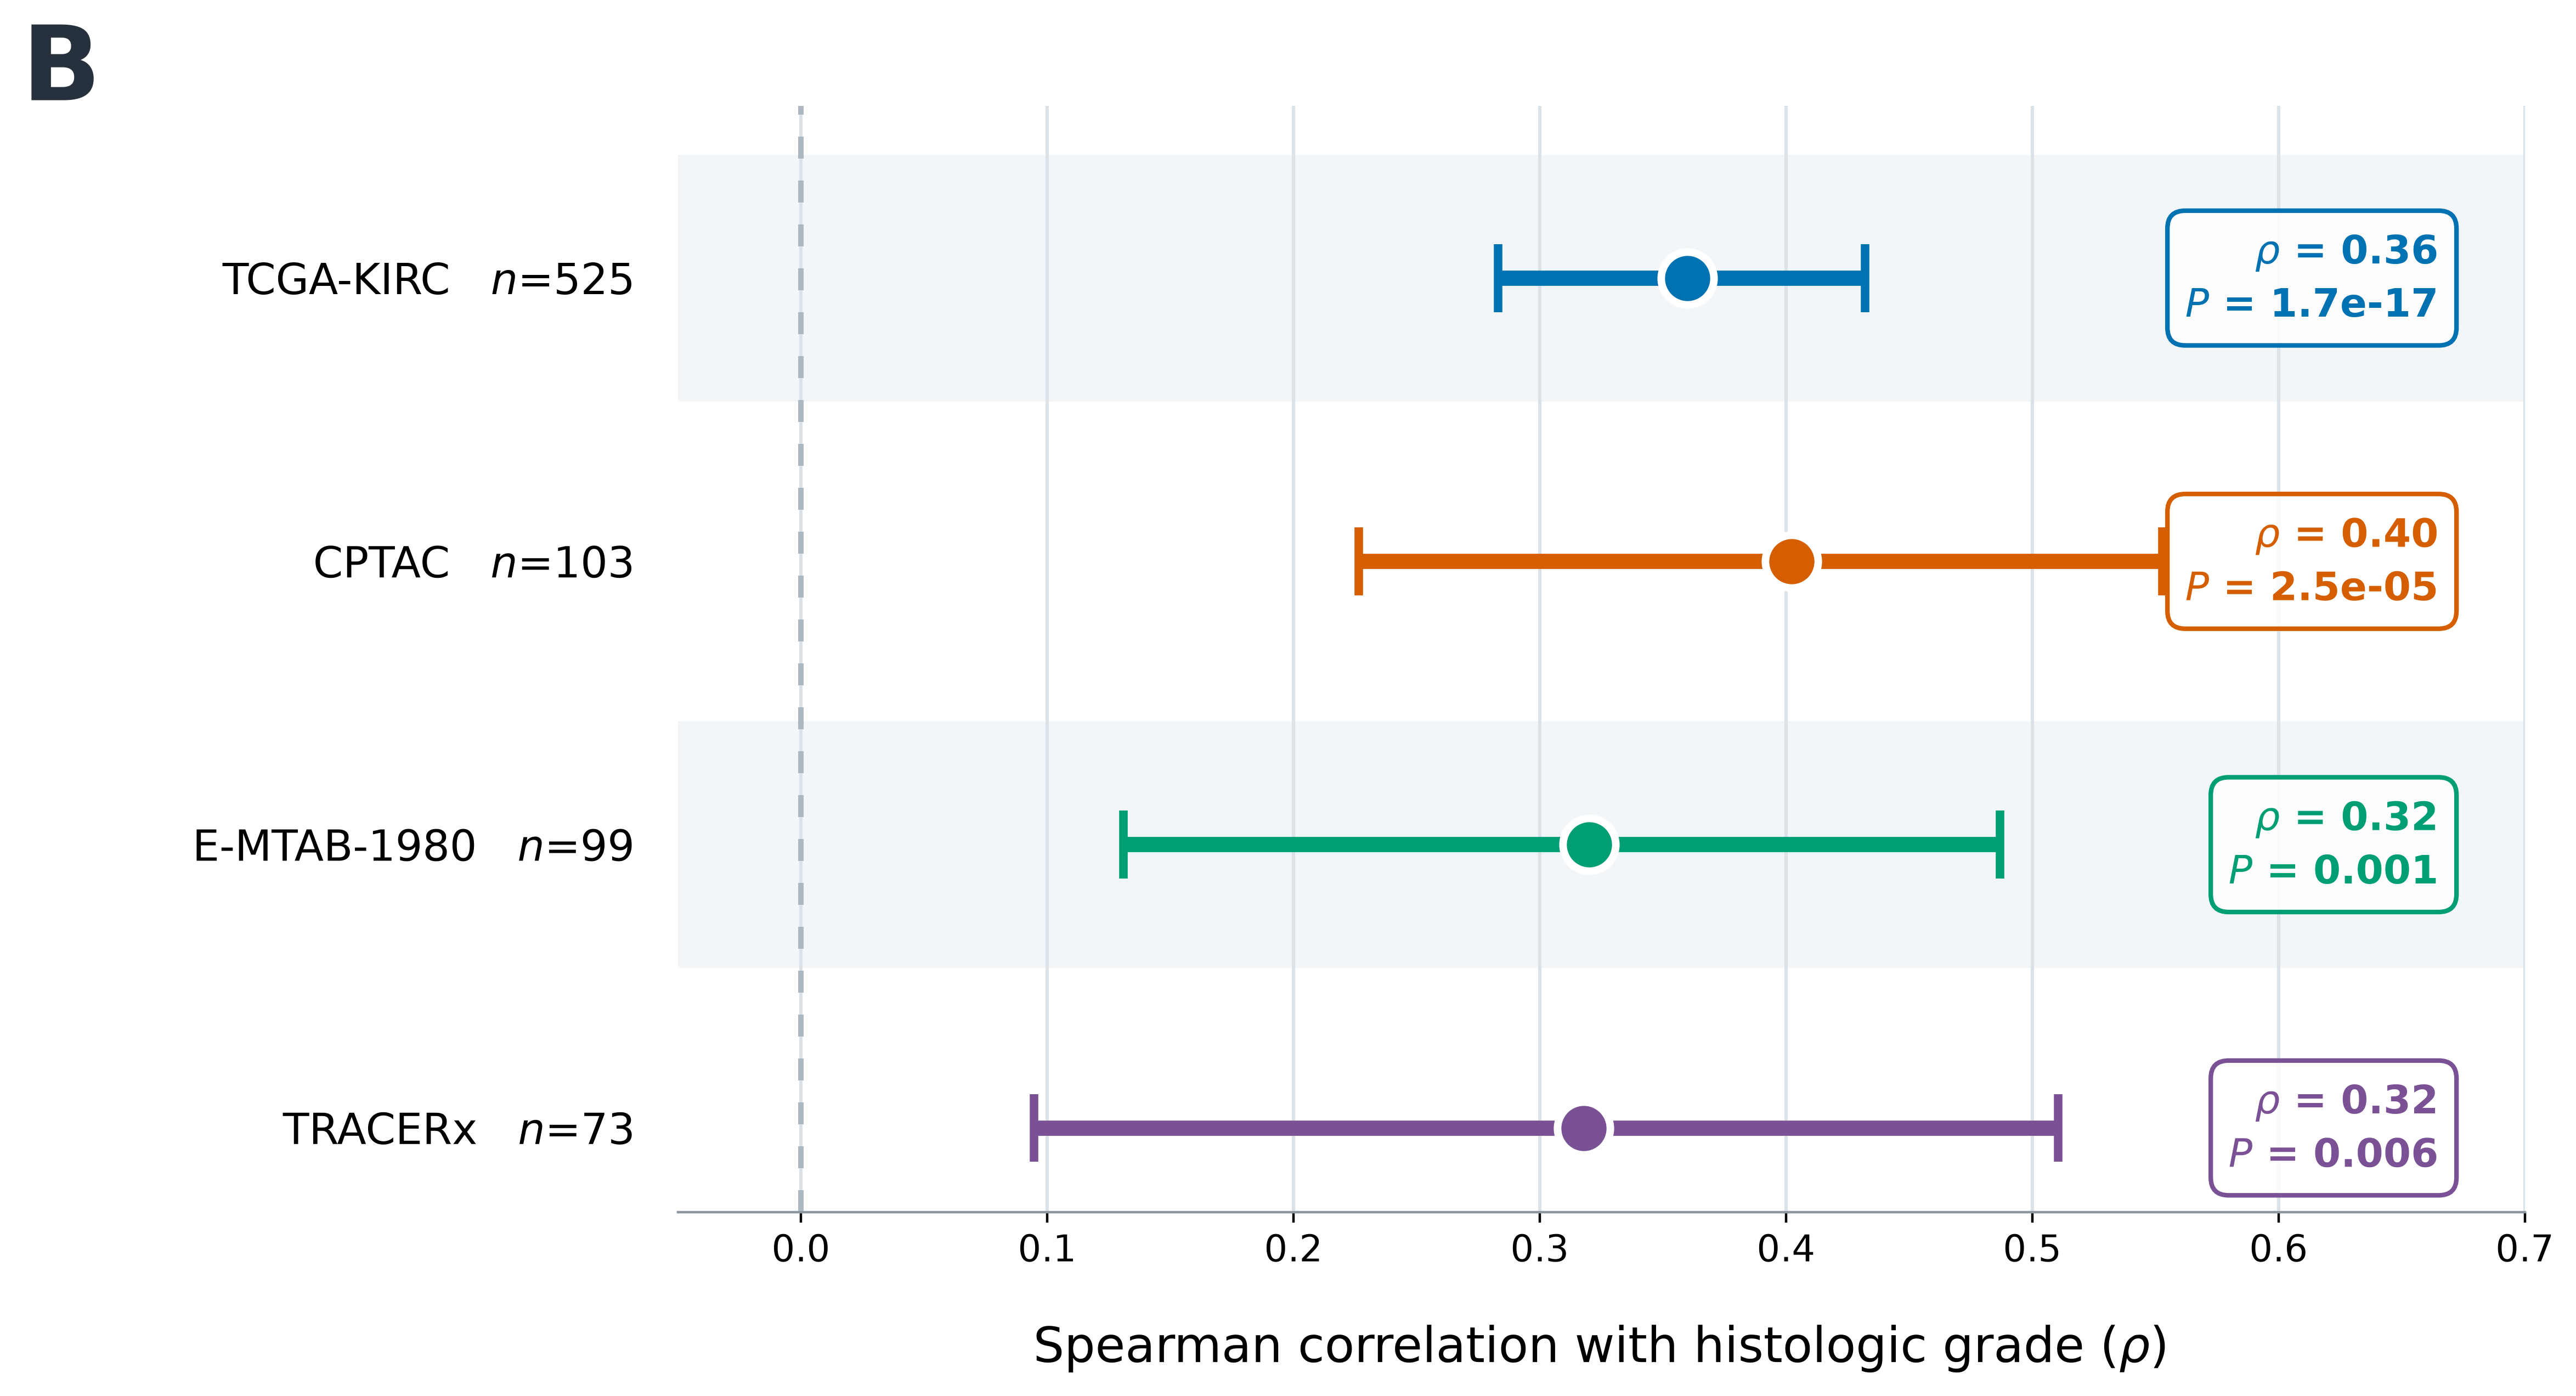 B
TCGA-KIRC n=525
ρ = 0.36
P = 1.7e-17
CPTAC n=103
ρ = 0.40
P = 2.5e-05
E-MTAB-1980 n=99
ρ = 0.32
P = 0.001
TRACERx n=73
ρ = 0.32
P = 0.006
0.0 0.1 0.2 0.3 0.4 0.5 0.6 0.7
Spearman correlation with histologic grade (ρ)